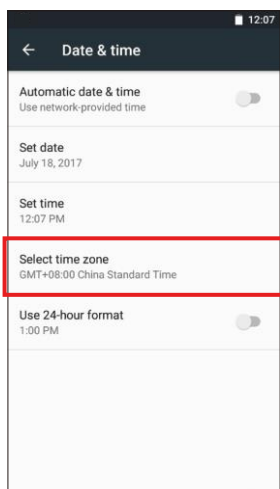 12:07
Date & time
Automatic date & time
Use network-provided time
Set date
July 18, 2017
Set time
12:07 PM
Select time zone
GMT+08:00 China Standard Time
Use 24-hour format
1:00 PM